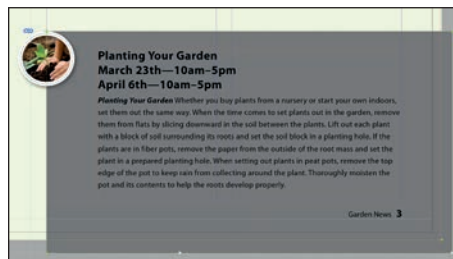 Planting Your Garden
March 23th—10am–5pm
April 6th—10am–5pm
Planting Your Garden Whether you buy plants from a nursery or start your own indoors,
set them out the same way. When the time comes to set plants out in the garden, remove
them from flats by slicing downward in the soil between the plants. Lift out each plant
with a block of soil surrounding its roots and set the soil block in a planting hole. If the
plants are in fiber pots, remove the paper from the outside of the root mass and set the
plant in a prepared planting hole. When setting out plants in peat pots, remove the top
edge of the pot to keep rain from collecting around the plant. Thoroughly moisten the
pot and its contents to help the roots develop properly.
Garden News 3